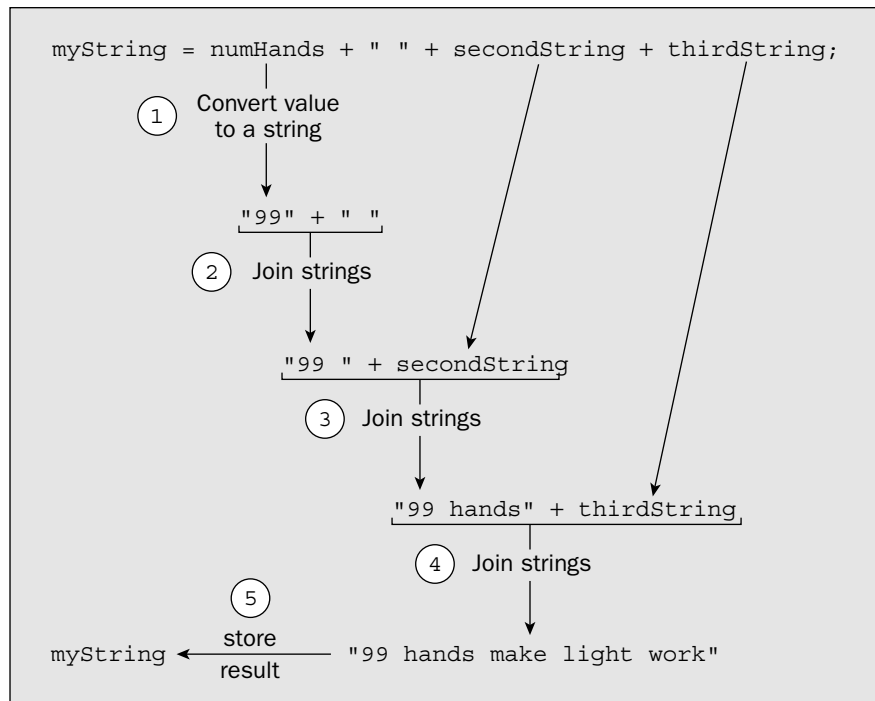 myString = numHands + " " + secondString + thirdString;
1 Convert value
to a string
"99" + " "
2 Join strings
"99 " + secondString
3 Join strings
"99 hands" + thirdString
4 Join strings
5
store
myString "99 hands make light work"
result